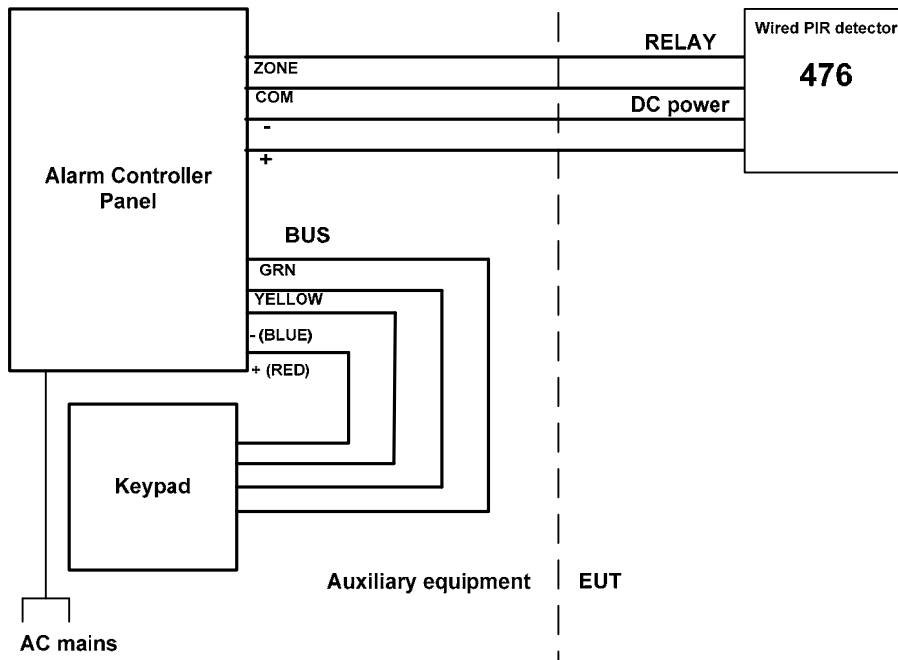 Wired PIR detector
476
RELAY
ZONE
COM
DC power
-
+
Alarm Controller
Panel
BUS
GRN
YELLOW
- (BLUE)
+ (RED)
Keypad
Auxiliary equipment
EUT
AC mains